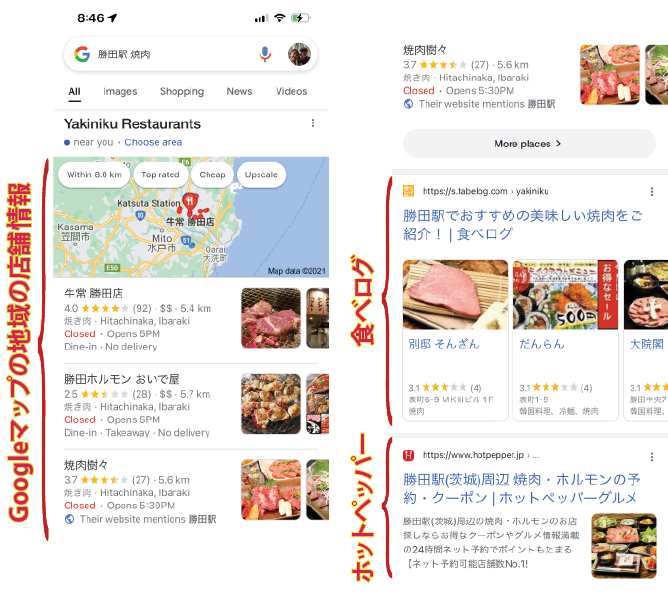 8:45
勝田駅 焼肉
All Images Shopping News Videos
Yakiniku Restaurants
near you · Choose area
Within 8.0 km Top rated Cheap Upscale
Katsuta Station
牛常 勝田店
Kasama
笠間市
Mito
水戸市
Oarai
大洗町
E50
6
51
Map data ©2021
牛常 勝田店
4.0 (92) · $$ · 5.4 km
焼き肉 · Hitachinaka, Ibaraki
Closed · Opens 5PM
Dine-in · No delivery
勝田ホルモン おいで屋
2.5 (28) · $$ · 5.7 km
焼き肉 · Hitachinaka, Ibaraki
Closed · Opens 5PM
Dine-in · Takeaway · No delivery
焼肉樹々
3.7 (27) · 5.6 km
焼き肉 · Hitachinaka, Ibaraki
Closed · Opens 5:30PM
Their website mentions 勝田駅
Googleマップの地域の店舗情報
焼肉樹々
3.7 (27) · 5.6 km
焼き肉 · Hitachinaka, Ibaraki
Closed · Opens 5:30PM
Their website mentions 勝田駅
More places
食べログ
https://s.tabelog.com › yakiniku
勝田駅でおすすめの美味しい焼肉をご
紹介！ | 食べログ
お得なセール
500円
別邸 そんざん
3.1 (4)
表町6-9 MKIIIビル 1F
焼肉
だんらん
3.1 (4)
表町1-9
韓国料理、冷麺、焼肉
大院閣
3.1
勝田中央7
韓国料理
ホットペッパー
https://www.hotpepper.jp › ...
勝田駅(茨城)周辺 焼肉・ホルモンの予
約・クーポン | ホットペッパーグルメ
勝田駅(茨城)周辺の焼肉・ホルモンのお店
探しならお得なクーポンやグルメ情報満載
の24時間ネット予約でポイントもたまる
【ネット予約可能店舗数No.1!